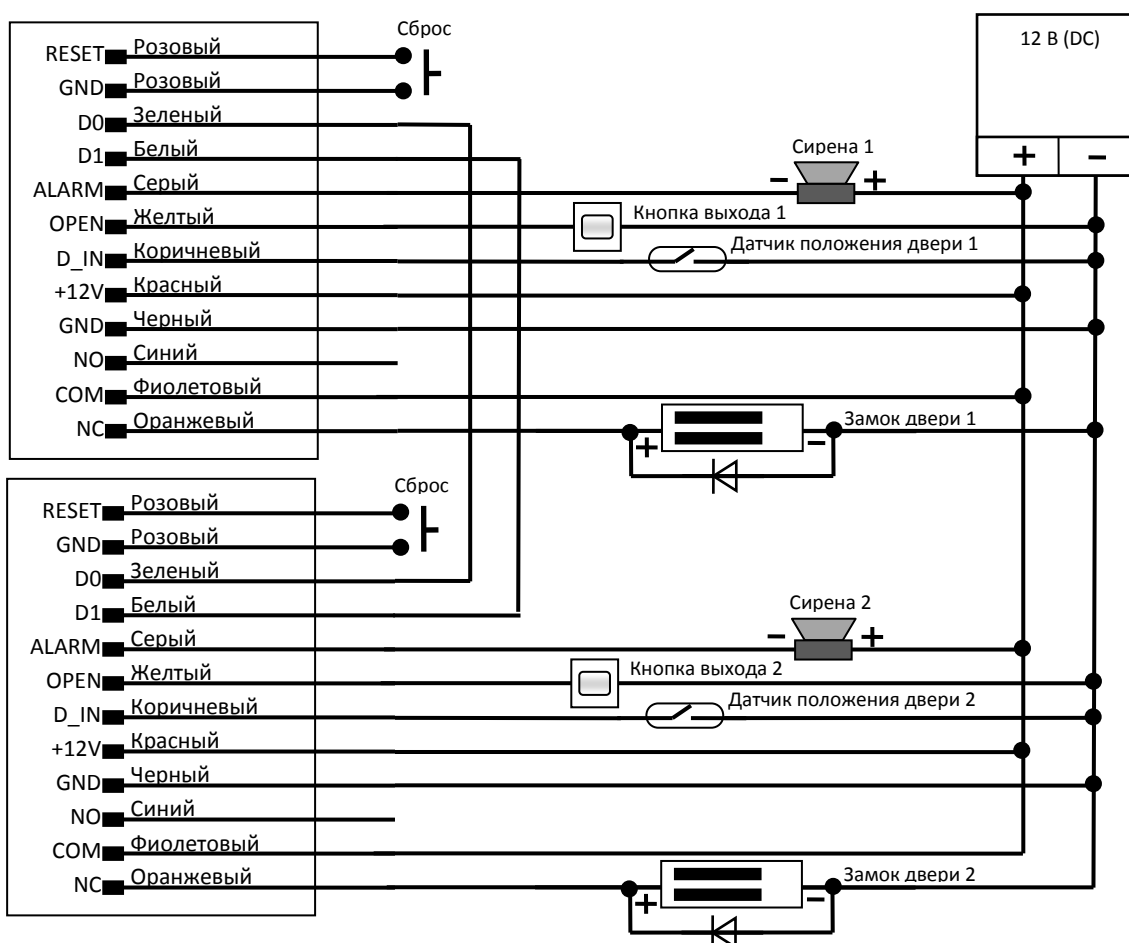 12 В (DC)
+ −
Сброс
RESET Розовый
GND Розовый
D0 Зеленый
D1 Белый
Сирена 1
ALARM Серый − +
OPEN Желтый Кнопка выхода 1
D_IN Коричневый Датчик положения двери 1
+12V Красный
GND Черный
NO Синий
COM Фиолетовый
NC Оранжевый Замок двери 1
+ −
Сброс
RESET Розовый
GND Розовый
D0 Зеленый
D1 Белый
Сирена 2
ALARM Серый − +
OPEN Желтый Кнопка выхода 2
D_IN Коричневый Датчик положения двери 2
+12V Красный
GND Черный
NO Синий
COM Фиолетовый
NC Оранжевый Замок двери 2
+ −